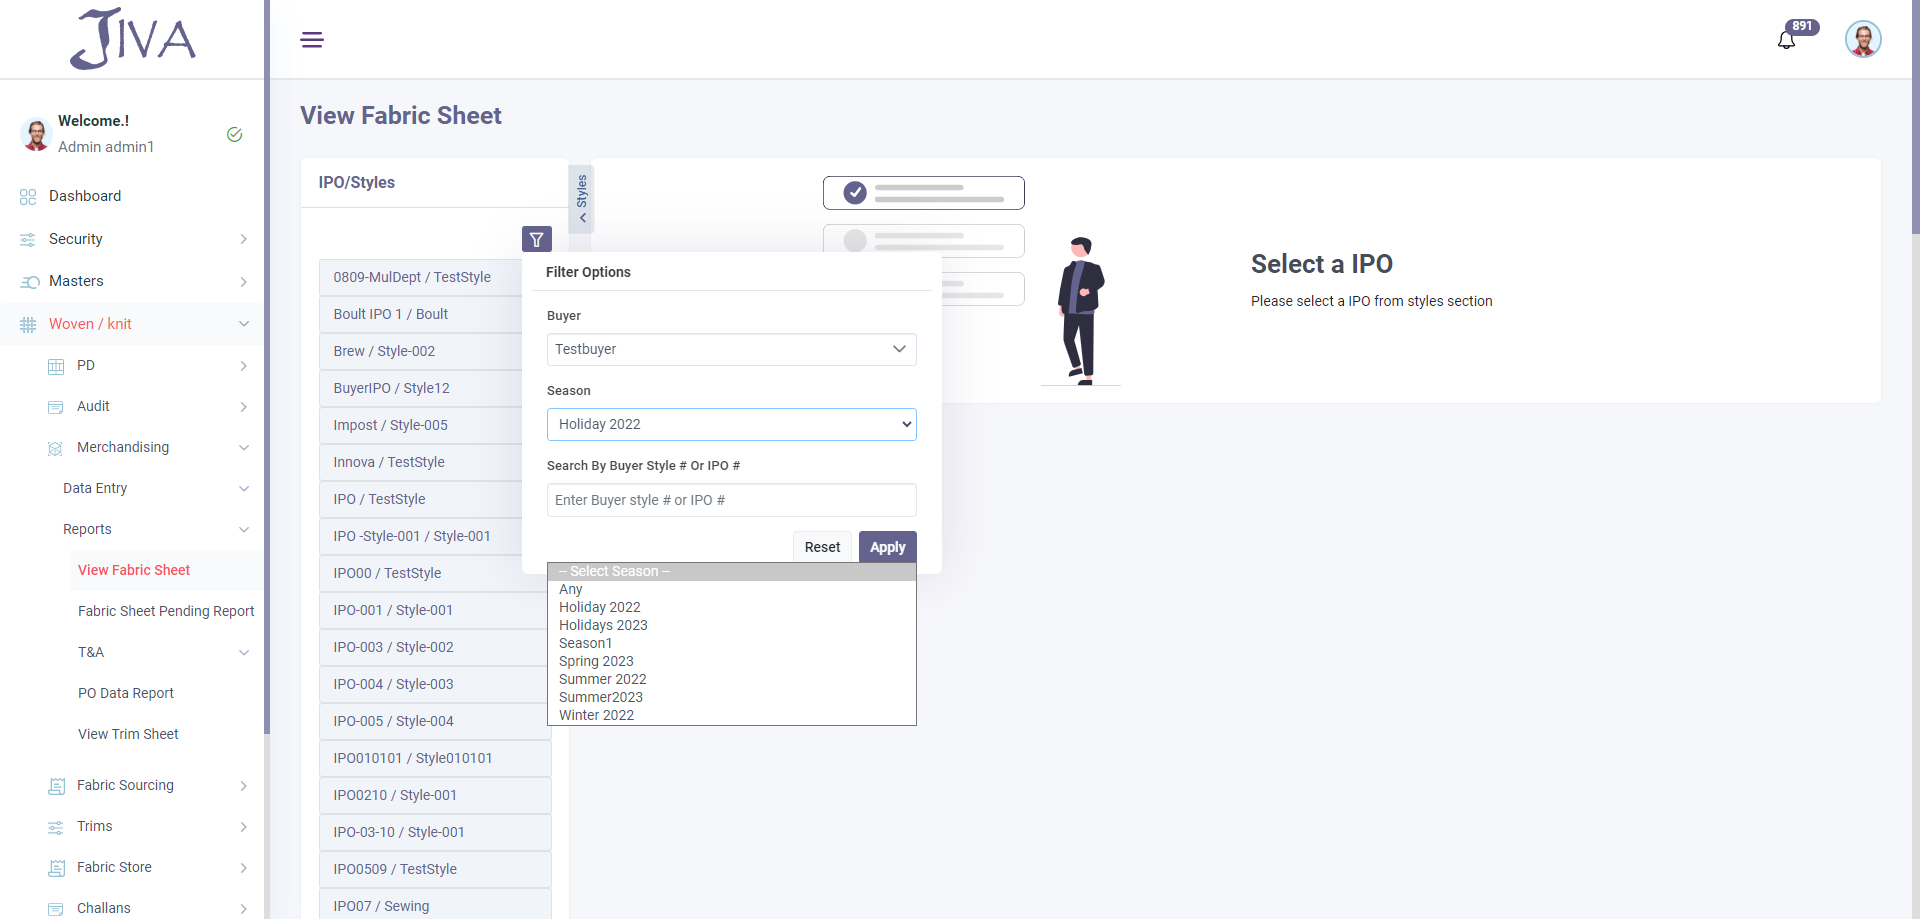 JIVA
891
Welcome.!
Admin admin1
Dashboard
Security
Masters
Woven / knit
PD
Audit
Merchandising
Data Entry
Reports
View Fabric Sheet
Fabric Sheet Pending Report
T&A
PO Data Report
View Trim Sheet
Fabric Sourcing
Trims
Fabric Store
Challans
View Fabric Sheet
IPO/Styles
Styles
0809-MulDept / TestStyle
Boult IPO 1 / Boult
Brew / Style-002
BuyerIPO / Style12
Impost / Style-005
Innova / TestStyle
IPO / TestStyle
IPO -Style-001 / Style-001
IPO00 / TestStyle
IPO-001 / Style-001
IPO-003 / Style-002
IPO-004 / Style-003
IPO-005 / Style-004
IPO010101 / Style010101
IPO0210 / Style-001
IPO-03-10 / Style-001
IPO0509 / TestStyle
IPO07 / Sewing
Filter Options
Buyer
Testbuyer
Season
Holiday 2022
Search By Buyer Style # Or IPO #
Enter Buyer style # or IPO #
Reset
Apply
-- Select Season --
Any
Holiday 2022
Holidays 2023
Season1
Spring 2023
Summer 2022
Summer2023
Winter 2022
Select a IPO
Please select a IPO from styles section